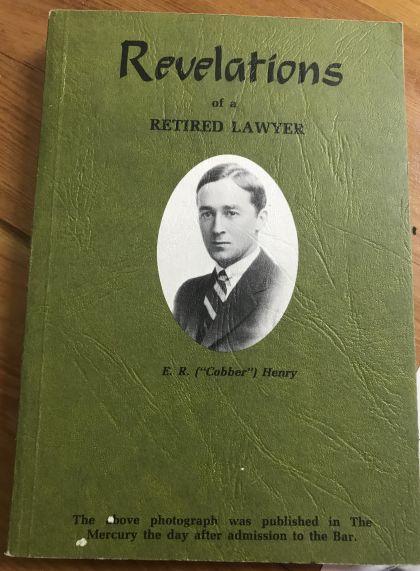 Revelations
of a
RETIRED LAWYER
E. R. ("Cobber") Henry
The above photograph was published in The
Mercury the day after admission to the Bar.